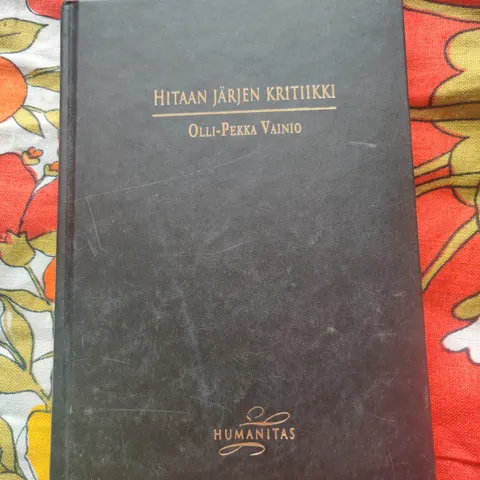 HITAAN JÄRJEN KRITIIKKI
OLLI-PEKKA VAINIO
HUMANITAS